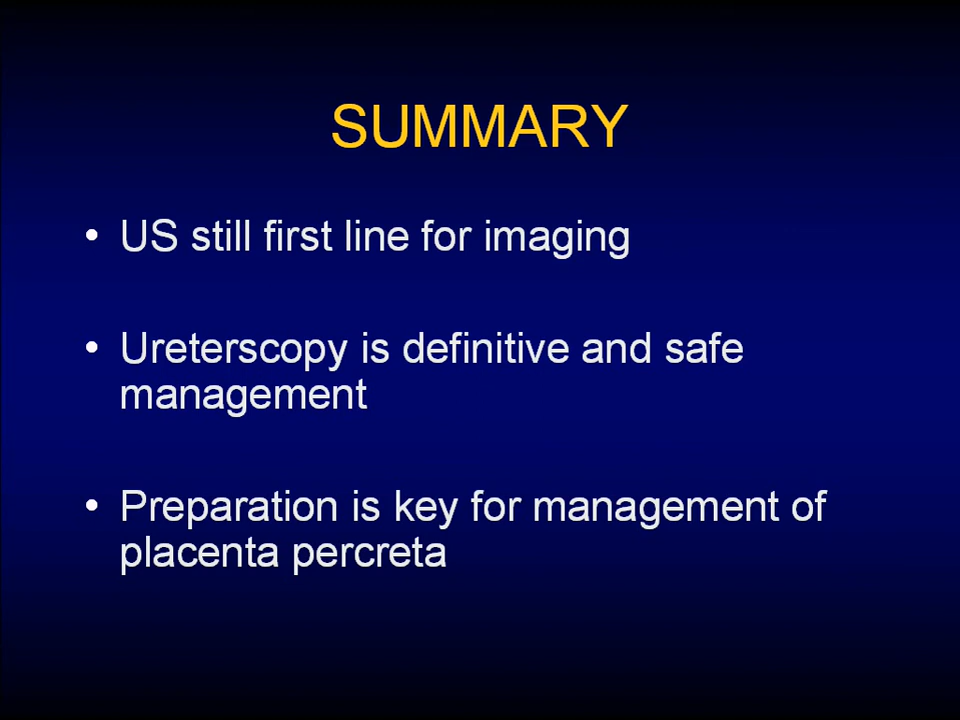 SUMMARY
• US still first line for imaging
• Ureterscopy is definitive and safe
management
• Preparation is key for management of
placenta percreta